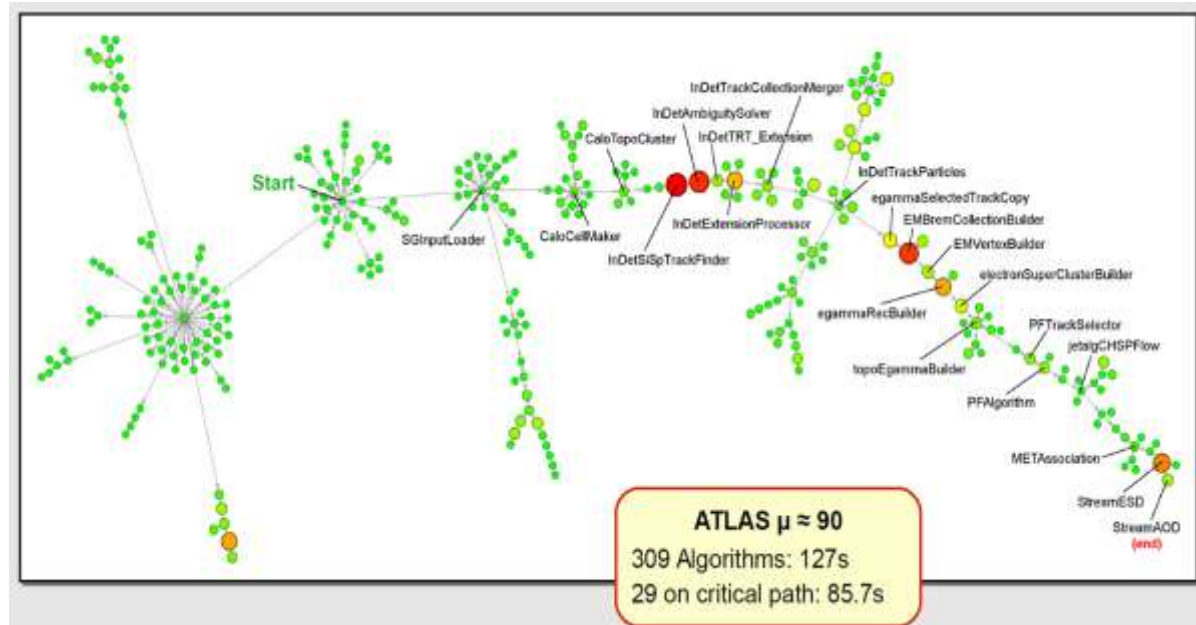 InDetTrackCollectionMerger
InDetAmbiguitySolver
InDetTRT_Extension
CaloTopoCluster
Start
InDetTrackParticles
egammaSelectedTrackCopy
EMBremCollectionBuilder
InDetExtensionProcessor
SGInputLoader
CaloCellMaker
EMVertexBuilder
InDetSiSpTrackFinder
electronSuperClusterBuilder
egammaRecBuilder
PFTrackSelector
jetalgCHSPFlow
topoEgammaBuilder
PFAlgorithm
METAssociation
StreamESD
StreamAOD
(end)
ATLAS μ ≈ 90
309 Algorithms: 127s
29 on critical path: 85.7s